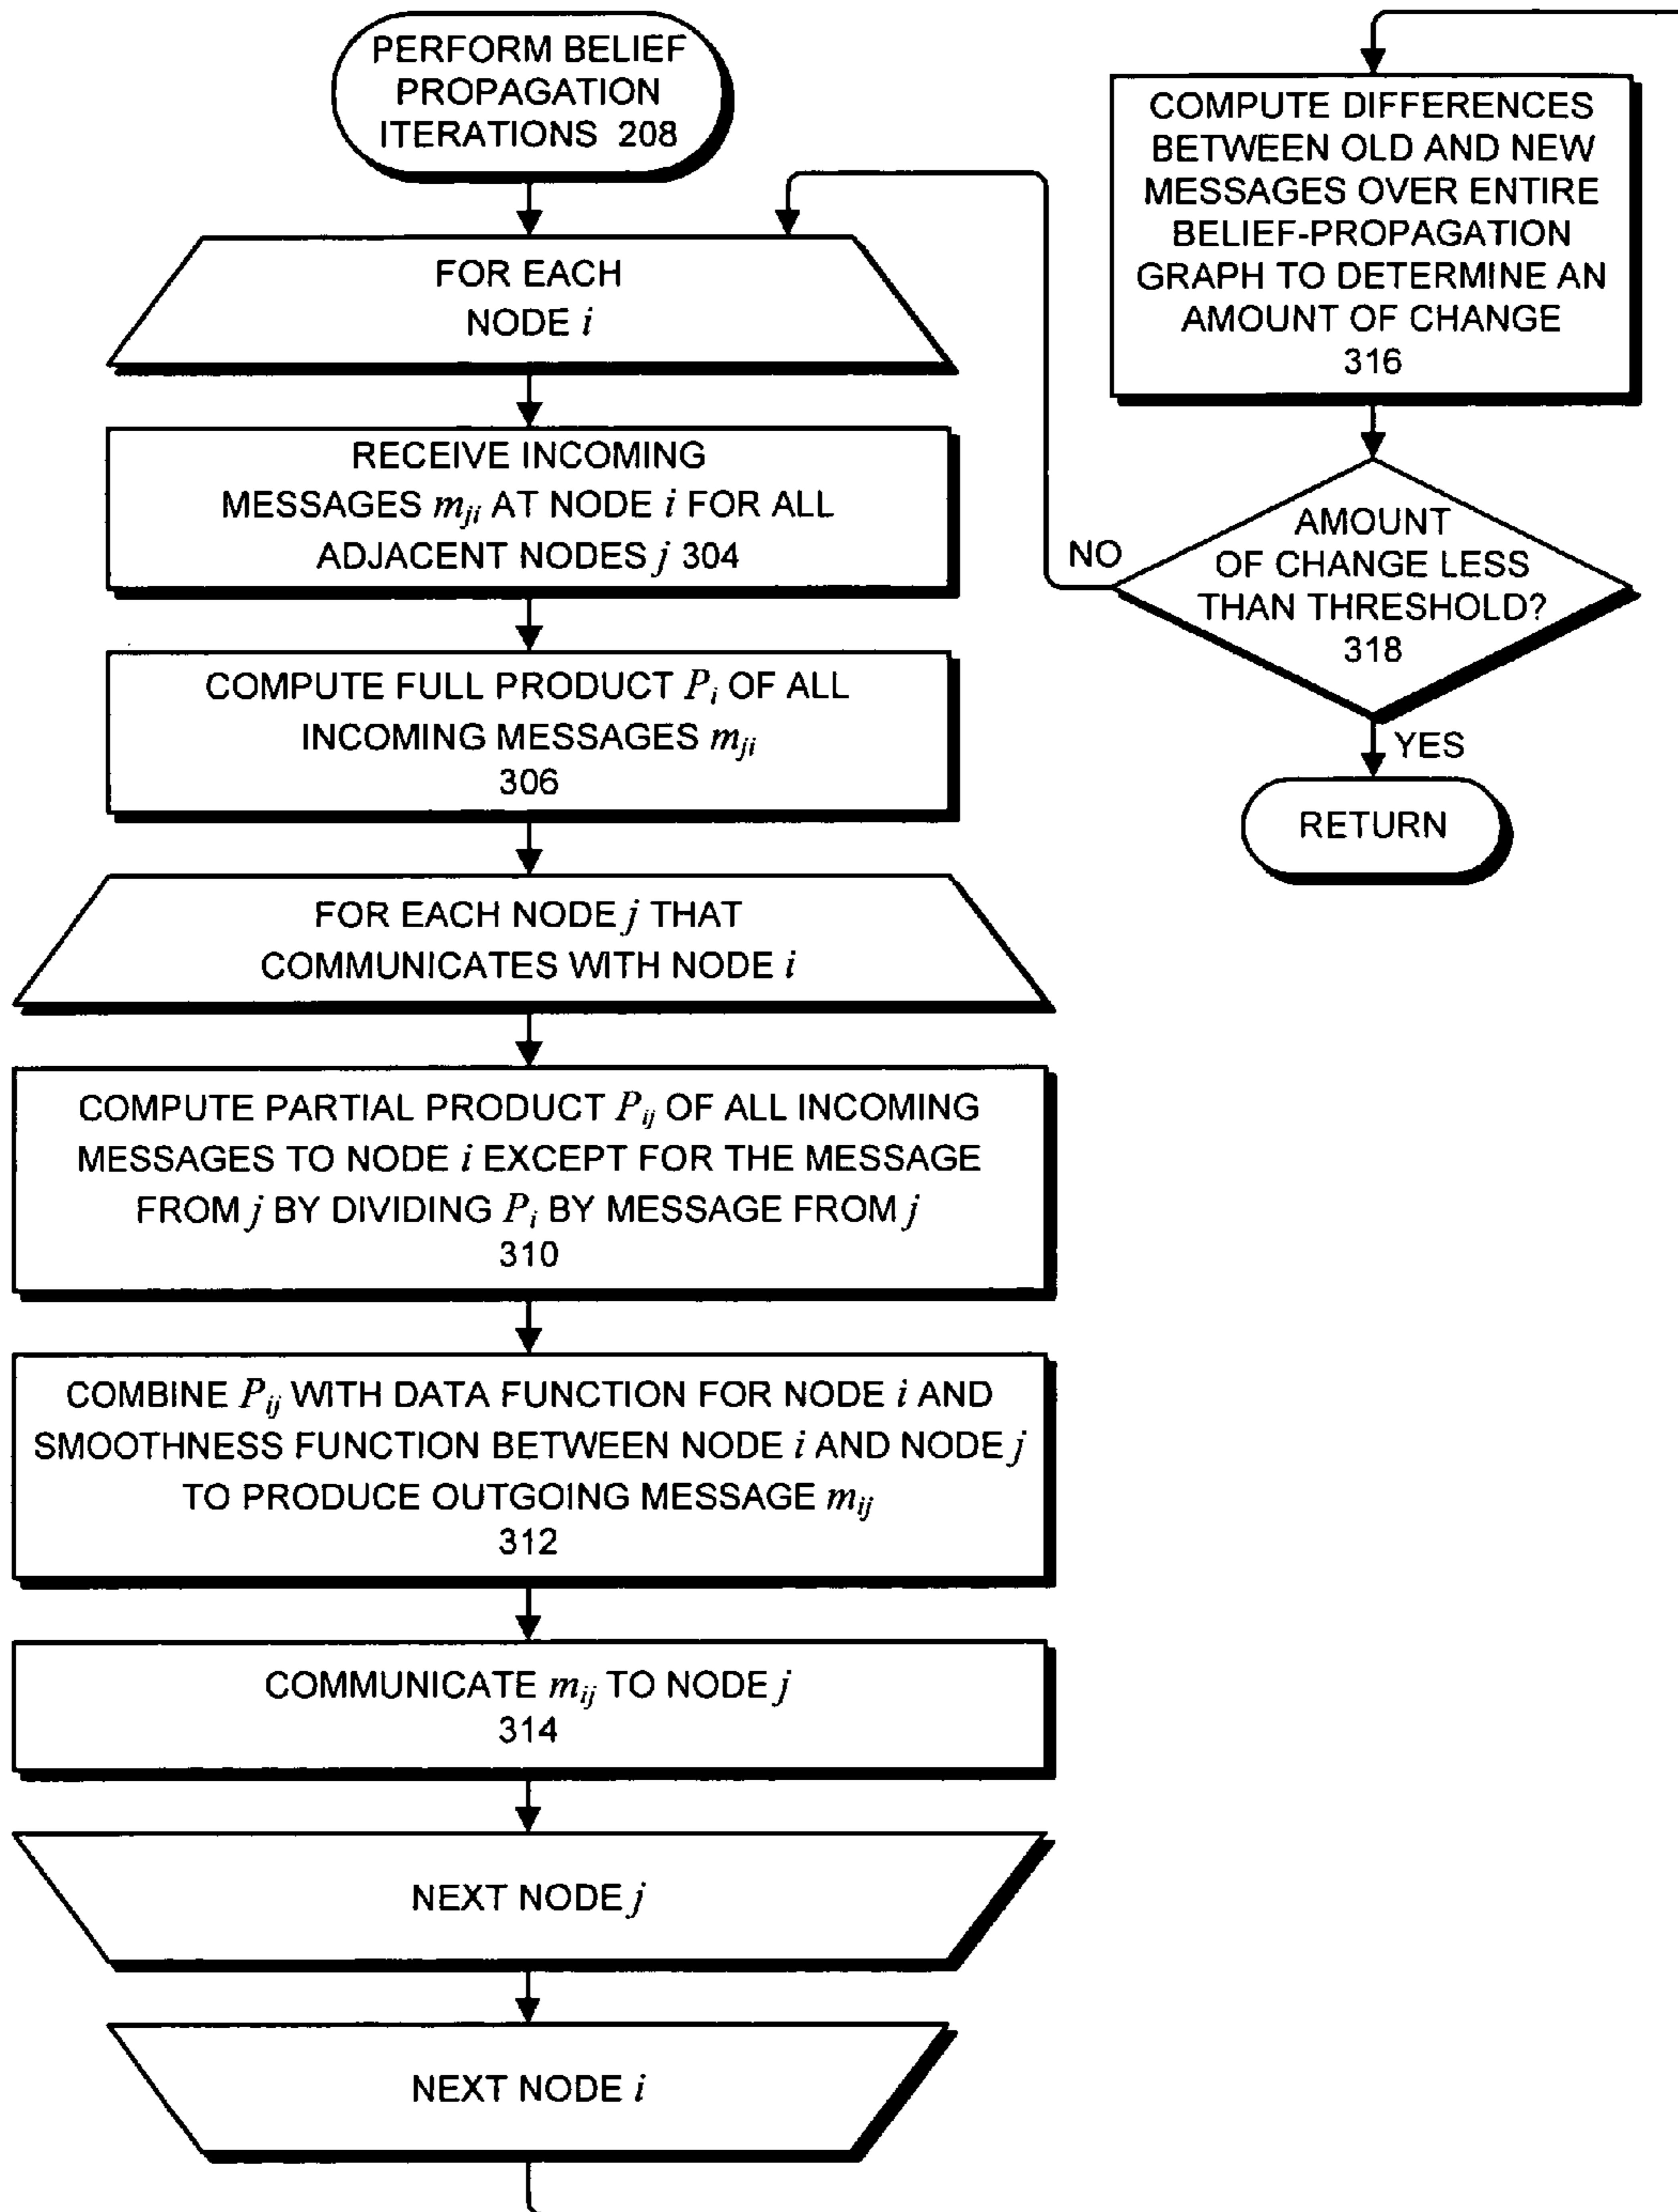 PERFORM BELIEF
PROPAGATION
ITERATIONS 208
FOR EACH
NODE i
RECEIVE INCOMING
MESSAGES mji AT NODE i FOR ALL
ADJACENT NODES j 304
COMPUTE FULL PRODUCT Pi OF ALL
INCOMING MESSAGES mji
306
FOR EACH NODE j THAT
COMMUNICATES WITH NODE i
COMPUTE PARTIAL PRODUCT Pij OF ALL INCOMING
MESSAGES TO NODE i EXCEPT FOR THE MESSAGE
FROM j BY DIVIDING Pi BY MESSAGE FROM j
310
COMBINE Pij WITH DATA FUNCTION FOR NODE i AND
SMOOTHNESS FUNCTION BETWEEN NODE i AND NODE j
TO PRODUCE OUTGOING MESSAGE mij
312
COMMUNICATE mij TO NODE j
314
NEXT NODE j
NEXT NODE i
COMPUTE DIFFERENCES
BETWEEN OLD AND NEW
MESSAGES OVER ENTIRE
BELIEF-PROPAGATION
GRAPH TO DETERMINE AN
AMOUNT OF CHANGE
316
AMOUNT
OF CHANGE LESS
THAN THRESHOLD?
318
NO
YES
RETURN